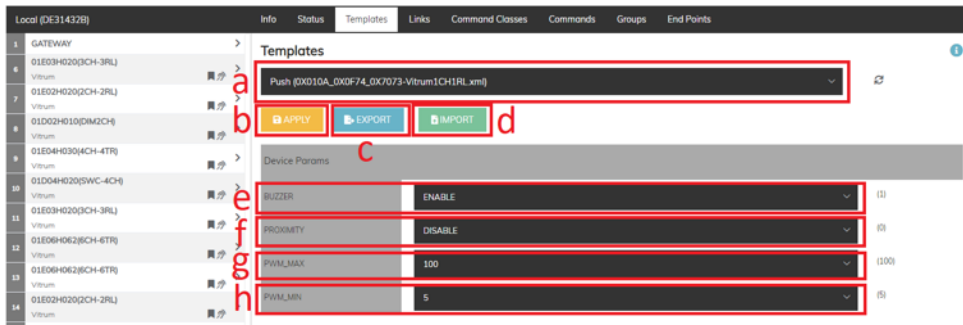 Local (DE31432B)
Info Status Templates Links Command Classes Commands Groups End Points
1 GATEWAY
6 01E03H020(3CH-3RL)
Vitrum
7 01E02H020(2CH-2RL)
Vitrum
8 01D02H010(DIM2CH)
Vitrum
9 01E04H030(4CH-4TR)
Vitrum
10 01D04H020(SWC-4CH)
Vitrum
11 01E03H020(3CH-3RL)
Vitrum
12 01E06H062(6CH-6TR)
Vitrum
13 01E06H062(6CH-6TR)
Vitrum
14 01E02H020(2CH-2RL)
Vitrum
Templates
a Push (0X010A_0X0F74_0X7073-Vitrum1CH1RL.xml)
b APPLY EXPORT IMPORT d
c
Device Params
e BUZZER ENABLE (1)
f PROXIMITY DISABLE (0)
g PWM_MAX 100 (100)
h PWM_MIN 5 (5)